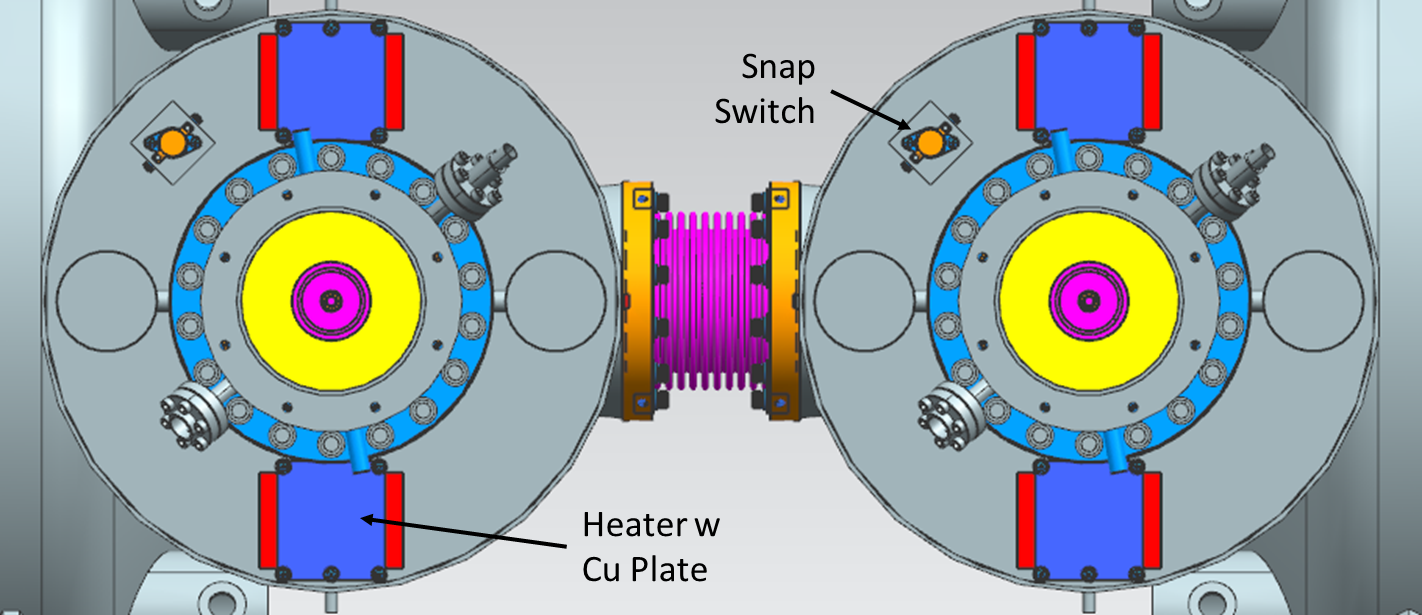 Snap
Switch
Heater w
Cu Plate